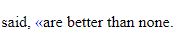 said, «are better than none.